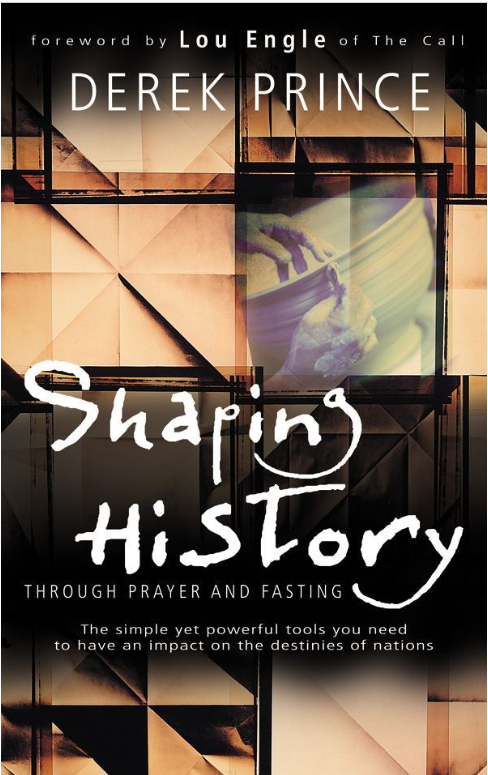 foreword by Lou Engle of The Call
DEREK PRINCE
Shaping
History
THROUGH PRAYER AND FASTING
The simple yet powerful tools you need
to have an impact on the destinies of nations